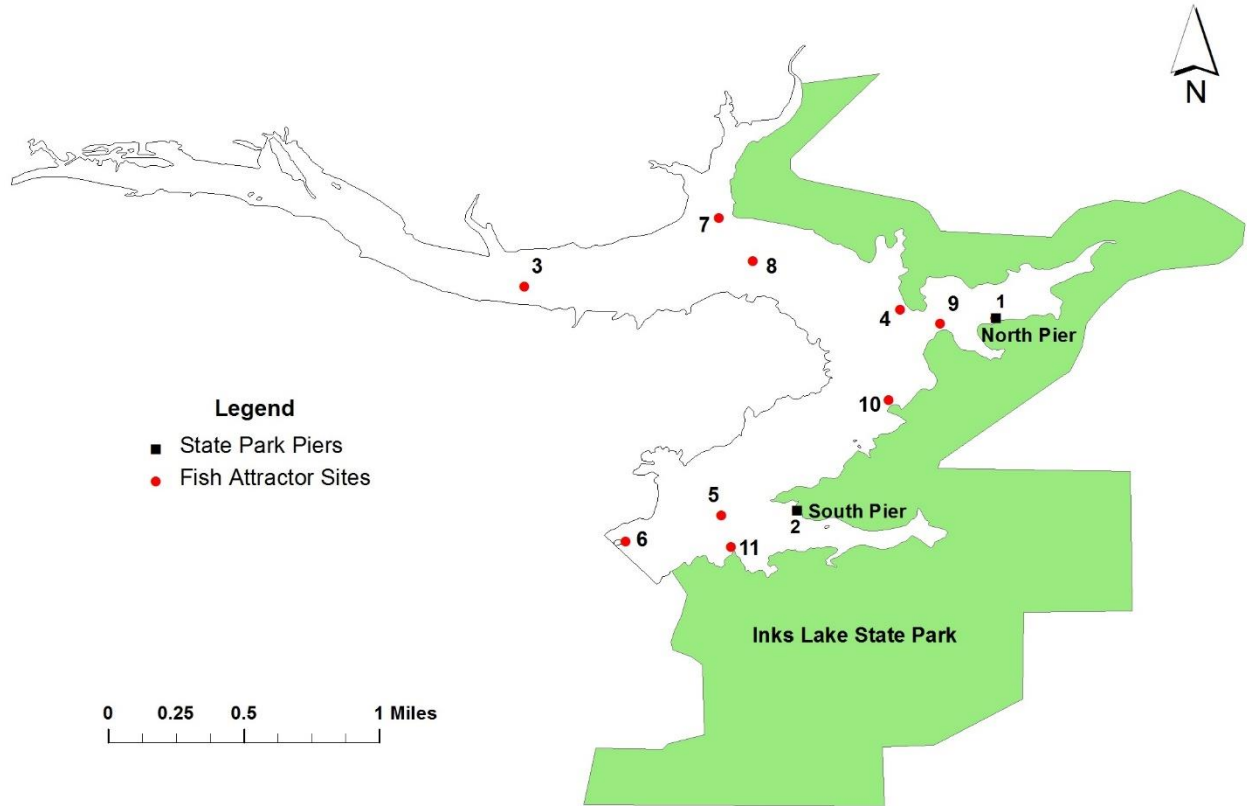 N
7
3
8
4
9
1
North Pier
10
Legend
State Park Piers
Fish Attractor Sites
5
South Pier
2
6
11
Inks Lake State Park
0 0.25 0.5 1 Miles